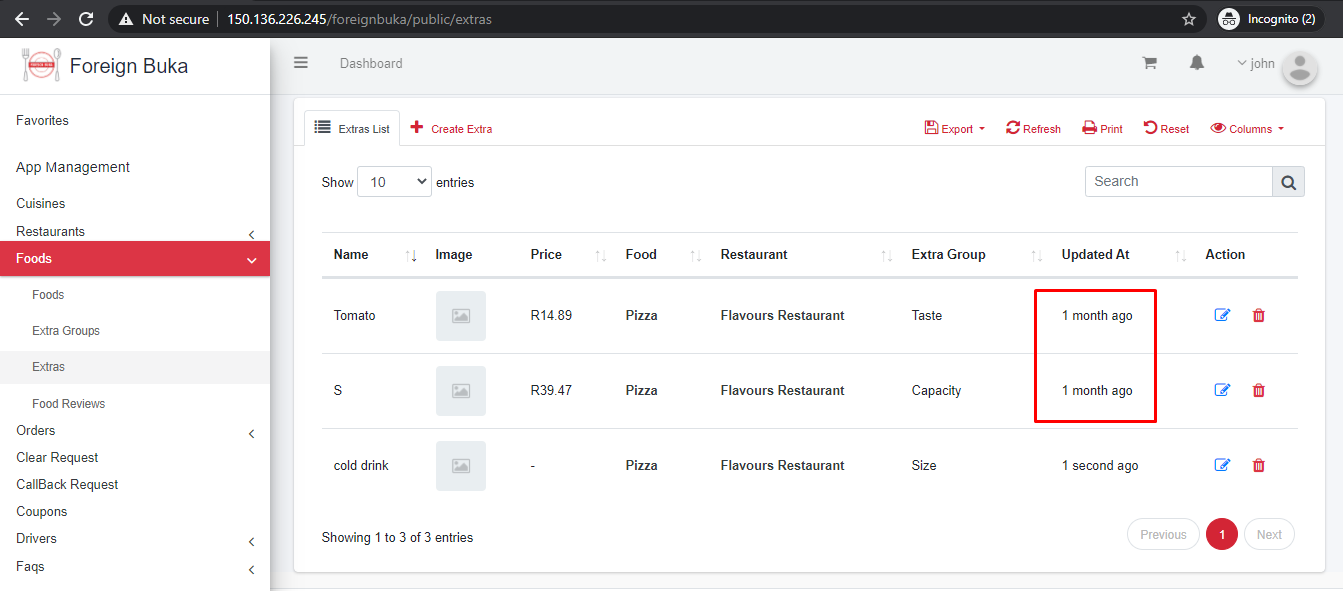 Not secure 150.136.226.245/foreignbuka/public/extras Incognito (2)
Foreign Buka
Dashboard
john
Favorites
App Management
Cuisines
Restaurants
Foods
Foods
Extra Groups
Extras
Food Reviews
Orders
Clear Request
CallBack Request
Coupons
Drivers
Faqs
Extras List Create Extra Export Refresh Print Reset Columns
Show 10 entries Search
Name Image Price Food Restaurant Extra Group Updated At Action
Tomato R14.89 Pizza Flavours Restaurant Taste 1 month ago
S R39.47 Pizza Flavours Restaurant Capacity 1 month ago
cold drink - Pizza Flavours Restaurant Size 1 second ago
Showing 1 to 3 of 3 entries Previous 1 Next